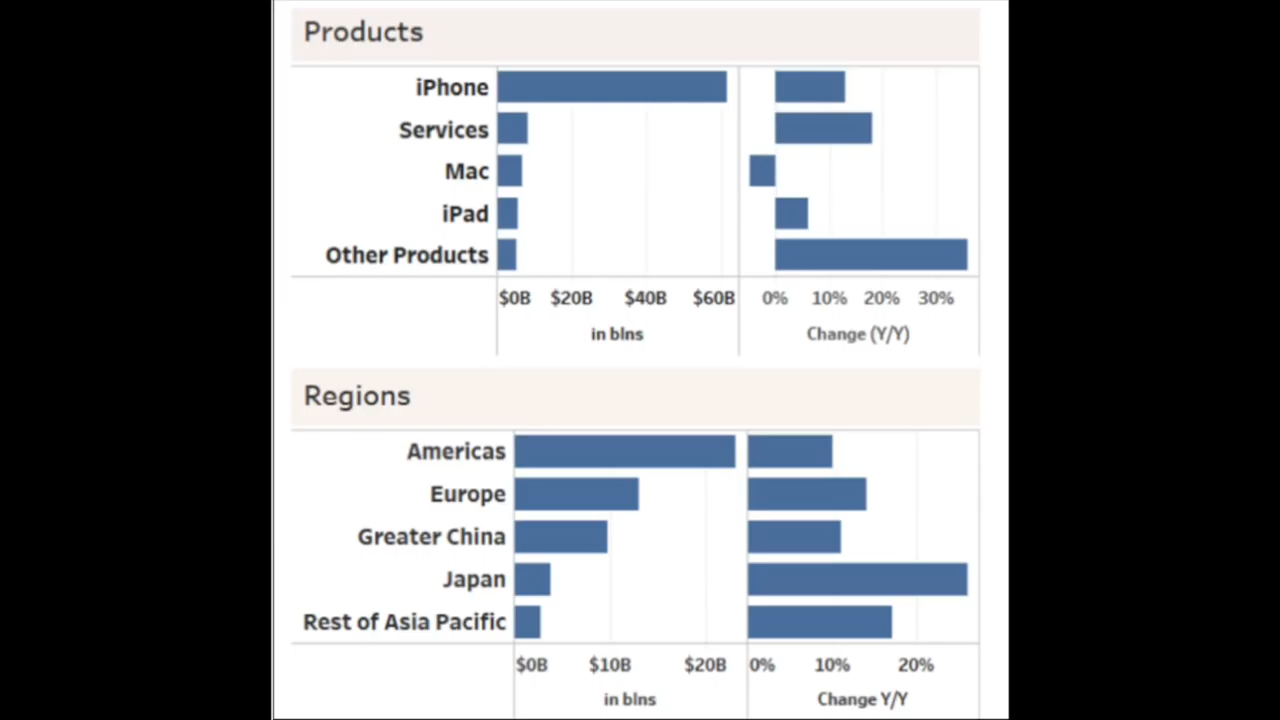 Products
iPhone
Services
Mac
iPad
Other Products
$0B $20B $40B $60B 0% 10% 20% 30%
in blns Change (Y/Y)
Regions
Americas
Europe
Greater China
Japan
Rest of Asia Pacific
$0B $10B $20B 0% 10% 20%
in blns Change Y/Y